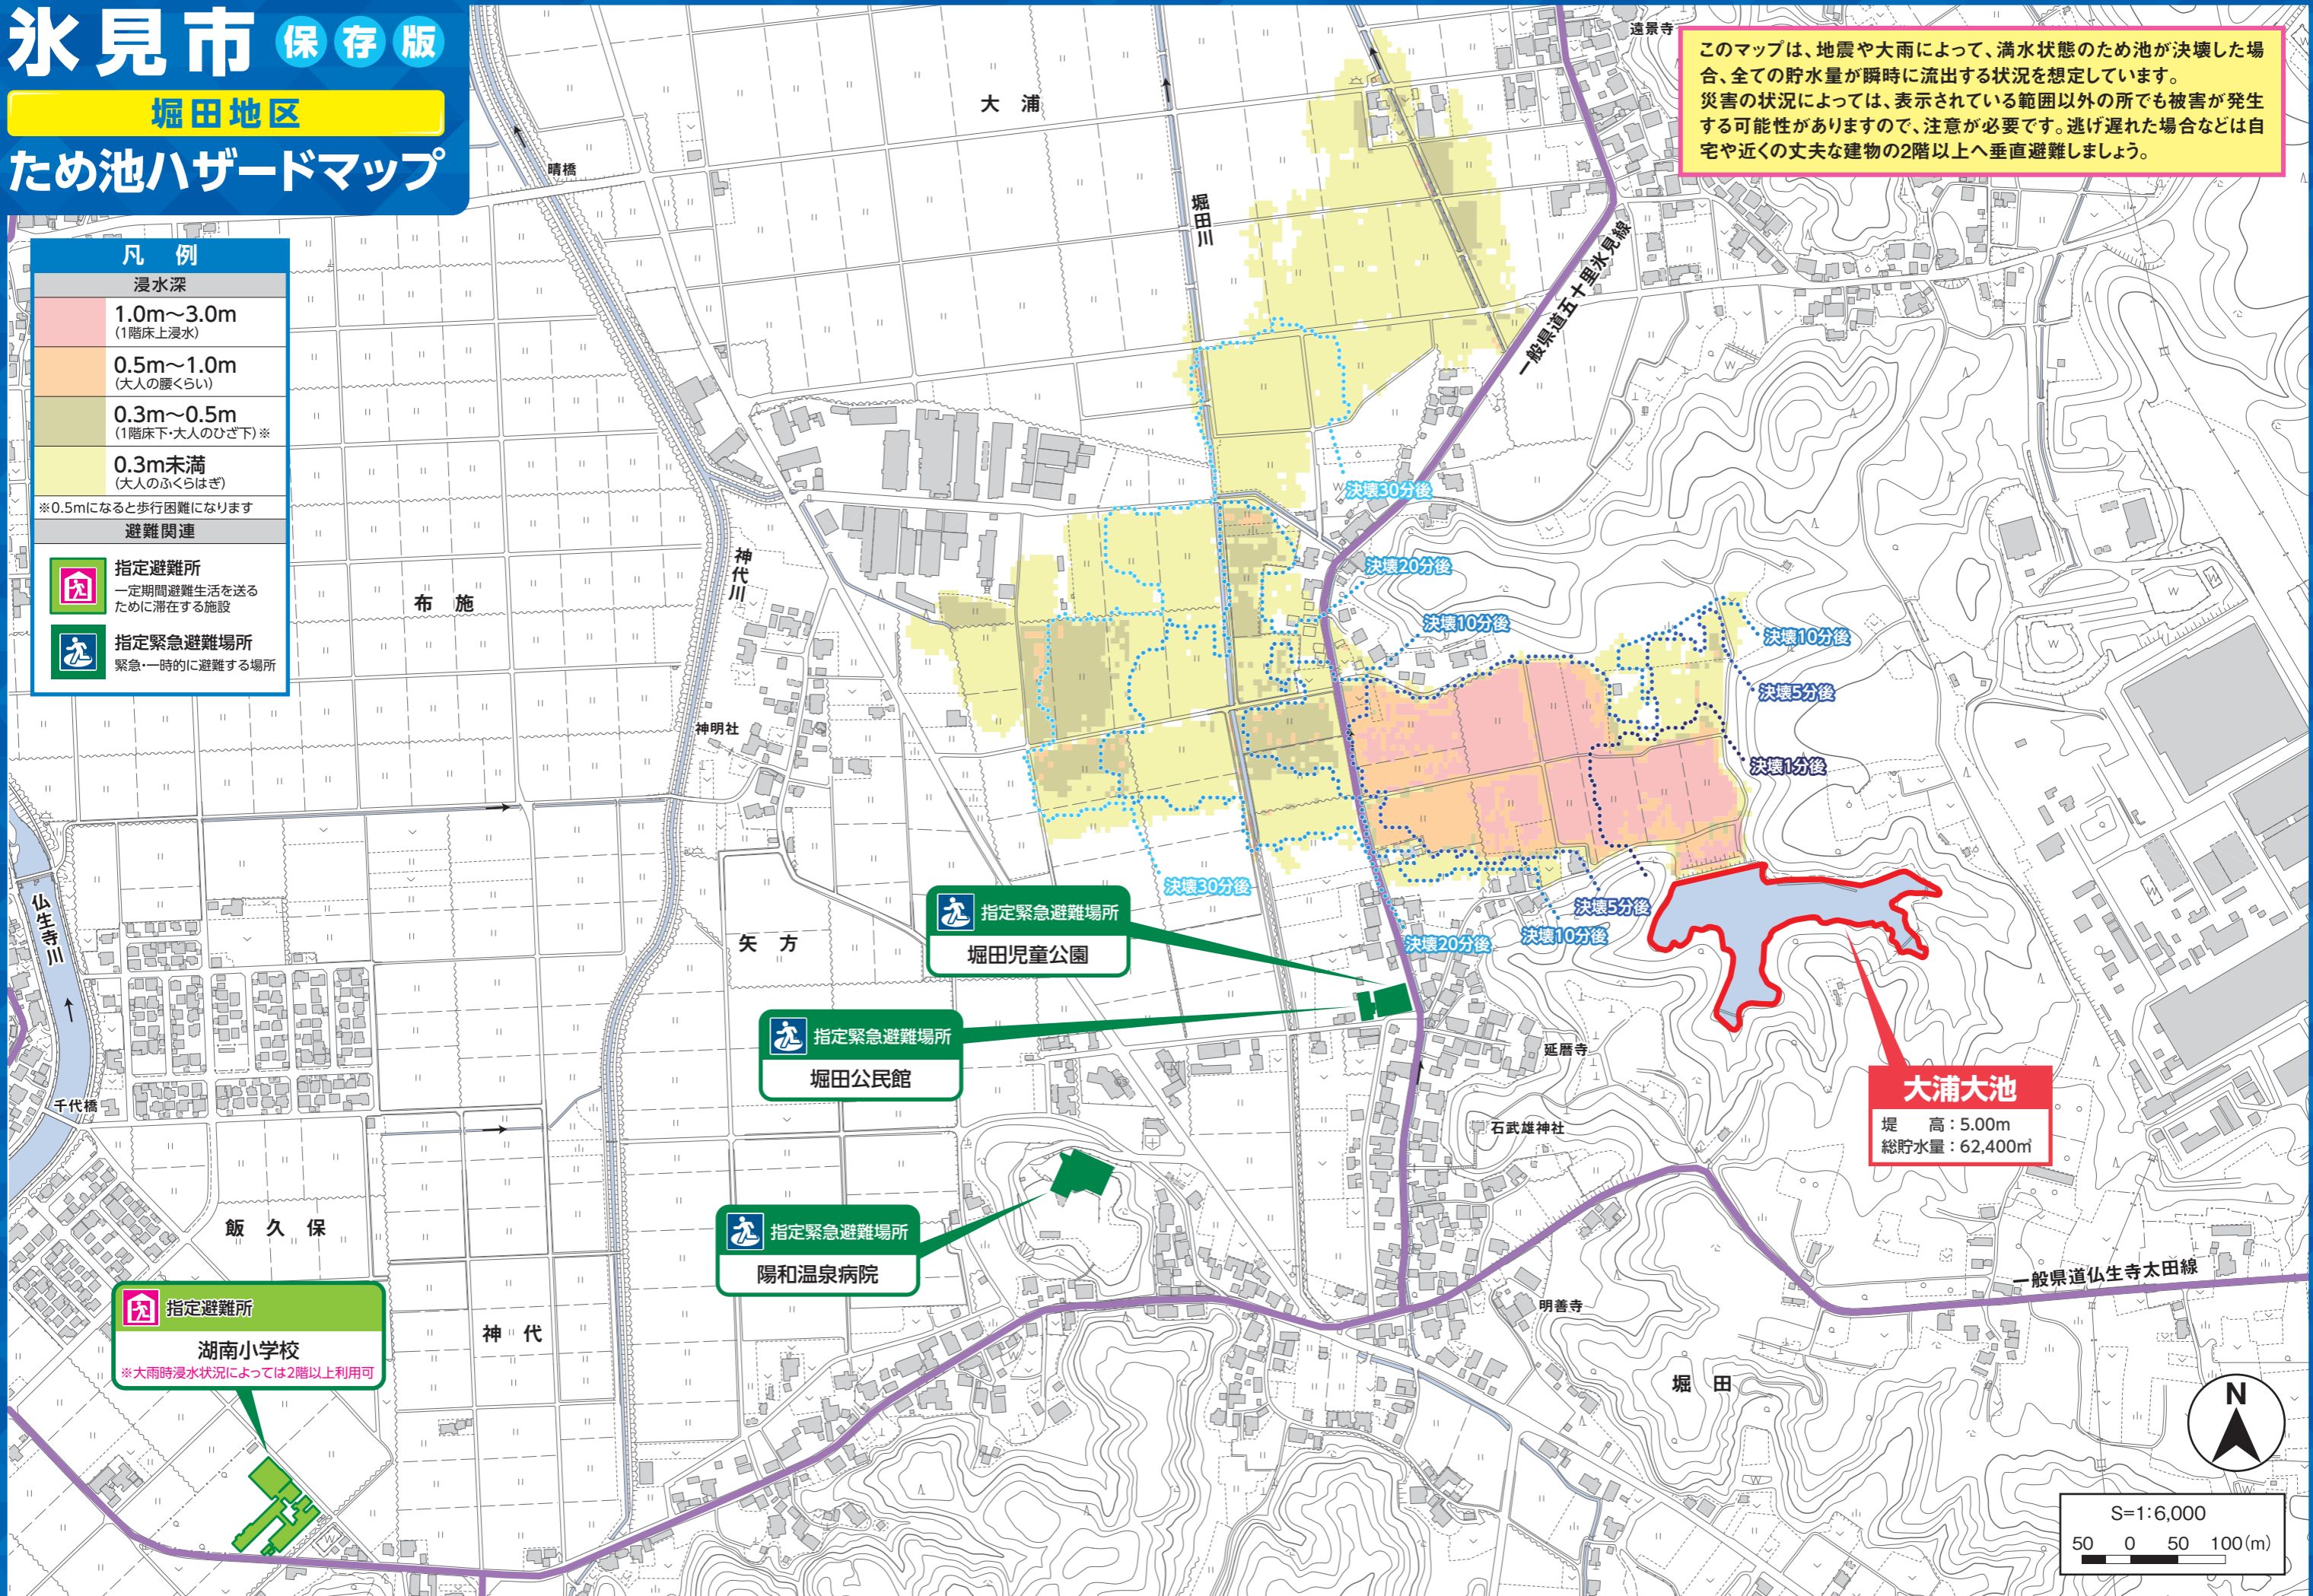 氷見市 保存版
堀田地区
ため池ハザードマップ
このマップは、地震や大雨によって、満水状態のため池が決壊した場
合、全ての貯水量が瞬時に流出する状況を想定しています。
災害の状況によっては、表示されている範囲以外の所でも被害が発生
する可能性がありますので、注意が必要です。逃げ遅れた場合などは自
宅や近くの丈夫な建物の2階以上へ垂直避難しましょう。
凡 例
浸水深
1.0m～3.0m
(1階床上浸水)
0.5m～1.0m
(大人の腰くらい)
0.3m～0.5m
(1階床下・大人のひざ下)※
0.3m未満
(大人のふくらはぎ)
※0.5mになると歩行困難になります
避難関連
指定避難所
一定期間避難生活を送る
ために滞在する施設
指定緊急避難場所
緊急・一時的に避難する場所
遠景寺
大 浦
晴橋
堀田川
一般県道五十里氷見線
決壊30分後
神代川
決壊20分後
布 施
決壊10分後
決壊10分後
決壊5分後
神明社
決壊1分後
決壊30分後
仏生寺川
指定緊急避難場所
堀田児童公園
決壊5分後
決壊10分後
決壊20分後
矢 方
指定緊急避難場所
堀田公民館
延暦寺
千代橋
大浦大池
堤 高：5.00m
総貯水量：62,400㎥
石武雄神社
飯 久 保
指定緊急避難場所
陽和温泉病院
一般県道仏生寺太田線
指定避難所
湖南小学校
※大雨時浸水状況によっては2階以上利用可
神 代
明善寺
堀 田
N
S=1:6,000
50 0 50 100(m)